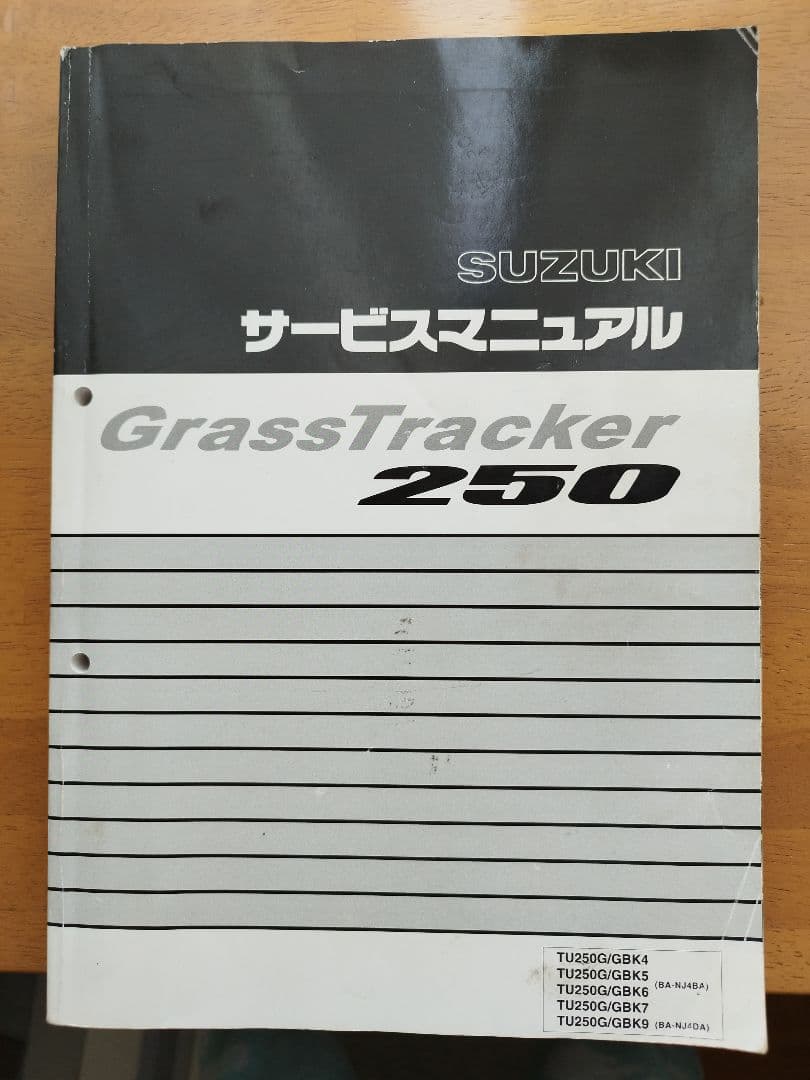 SUZUKI
サービスマニュアル
GrassTracker
250
TU250G/GBK4
TU250G/GBK5
TU250G/GBK6 (BA-NJ4BA)
TU250G/GBK7
TU250G/GBK9 (BA-NJ4DA)